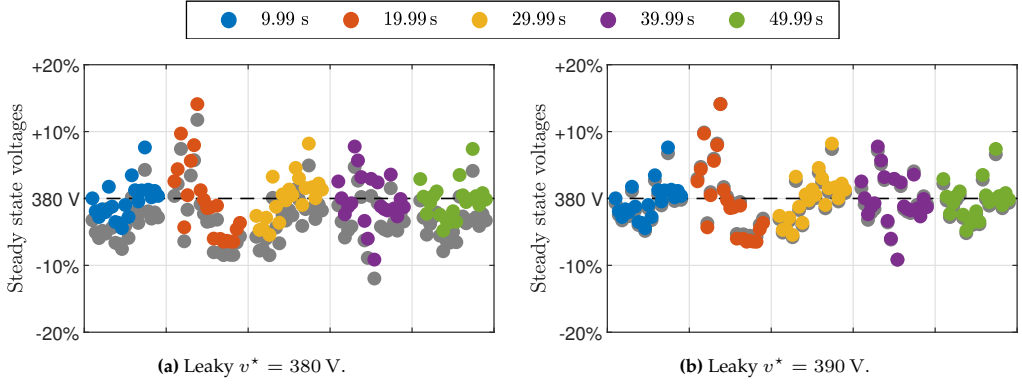 9.99 s 19.99 s 29.99 s 39.99 s 49.99 s
Steady state voltages
+20%
+10%
380 V
-10%
-20%
(a) Leaky v* = 380 V.
Steady state voltages
+20%
+10%
380 V
-10%
-20%
(b) Leaky v* = 390 V.